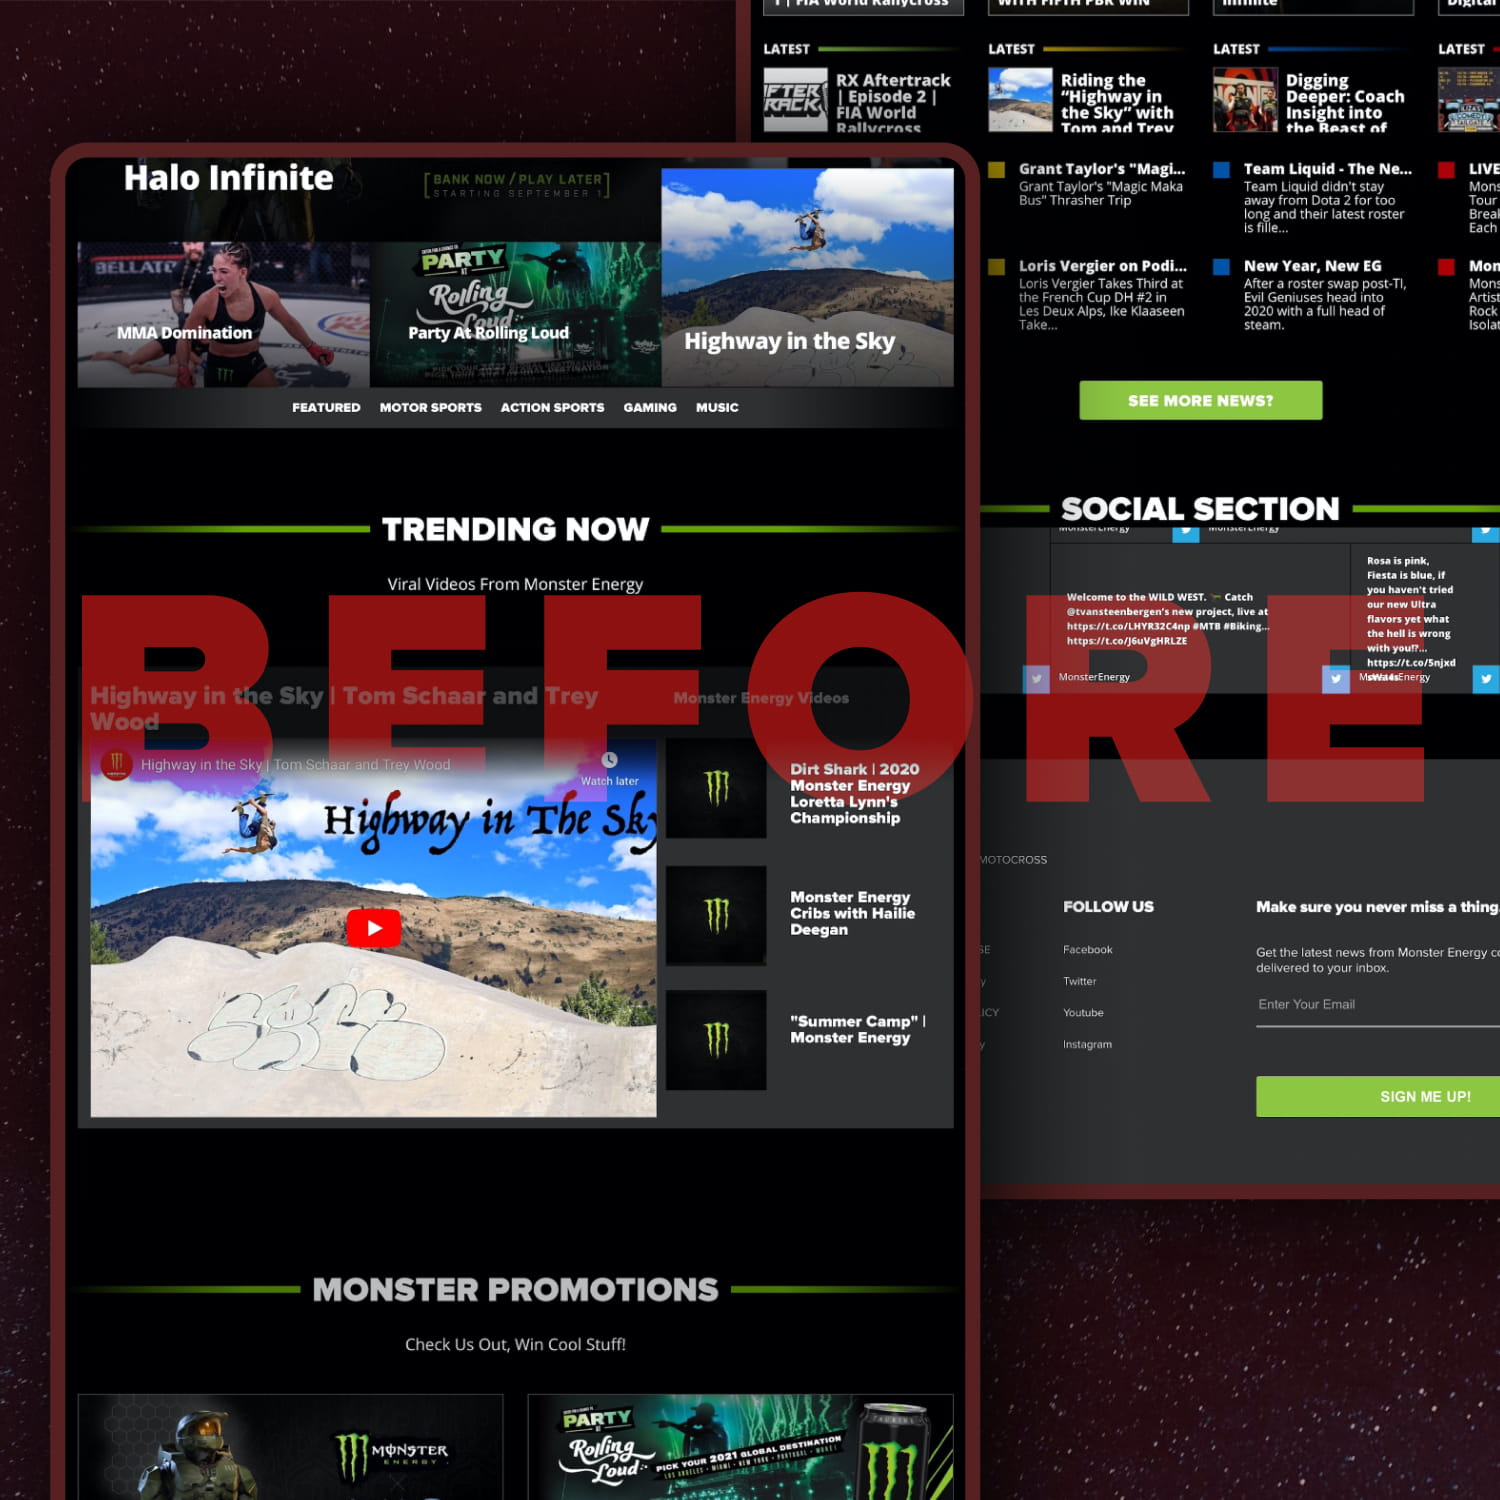 Halo Infinite
[BANK NOW / PLAY LATER]
STARTING SEPTEMBER 1
BELLATOR
MMA Domination
PARTY
AT
Rolling
Loud
Party At Rolling Loud
Highway in the Sky
FEATURED MOTOR SPORTS ACTION SPORTS GAMING MUSIC
TRENDING NOW
Viral Videos From Monster Energy
BEFORE
Highway in the Sky | Tom Schaar and Trey
Wood
Monster Energy Videos
Highway in the Sky | Tom Schaar and Trey Wood
Watch later
Highway in The Sky
Dirt Shark | 2020
Monster Energy
Loretta Lynn's
Championship
Monster Energy
Cribs with Hailie
Deegan
"Summer Camp" |
Monster Energy
MONSTER PROMOTIONS
Check Us Out, Win Cool Stuff!
MONSTER
ENERGY
PARTY
AT
Rolling
Loud
PICK YOUR 2021 GLOBAL DESTINATION
LOS ANGELES • MIAMI • NEW YORK • PORTUGAL • MORE!
| FIA World Rallycross
WITH FIFTH PBR WIN
Infinite
Digital
LATEST
RX Aftertrack
| Episode 2 |
FIA World
Rallycross
LATEST
Riding the
"Highway in
the Sky" with
Tom and Trey
Grant Taylor's "Magi...
Grant Taylor's "Magic Maka
Bus" Thrasher Trip
Loris Vergier on Podi...
Loris Vergier Takes Third at
the French Cup DH #2 in
Les Deux Alps, Ike Klaaseen
Take...
LATEST
Digging
Deeper: Coach
Insight into
the Beast of
Team Liquid - The Ne...
Team Liquid didn't stay
away from Dota 2 for too
long and their latest roster
is fille...
New Year, New EG
After a roster swap post-TI,
Evil Geniuses head into
2020 with a full head of
steam.
LATEST
LIVE
Mons
Tour
Break
Each
Mon
Mons
Artist
Rock
Isolat
SEE MORE NEWS?
SOCIAL SECTION
MonsterEnergy
MonsterEnergy
Welcome to the WILD WEST. Catch
@tvansteenbergen's new project, live at
https://t.co/LHYR32C4np #MTB #Biking...
https://t.co/J6uVgHRLZE
MonsterEnergy
Rosa is pink,
Fiesta is blue, if
you haven't tried
our new Ultra
flavors yet what
the hell is wrong
with you!?...
https://t.co/5njxd
MonsterEnergy
MOTOCROSS
FOLLOW US
Facebook
Twitter
Youtube
Instagram
Make sure you never miss a thing.
Get the latest news from Monster Energy co
delivered to your inbox.
Enter Your Email
SIGN ME UP!